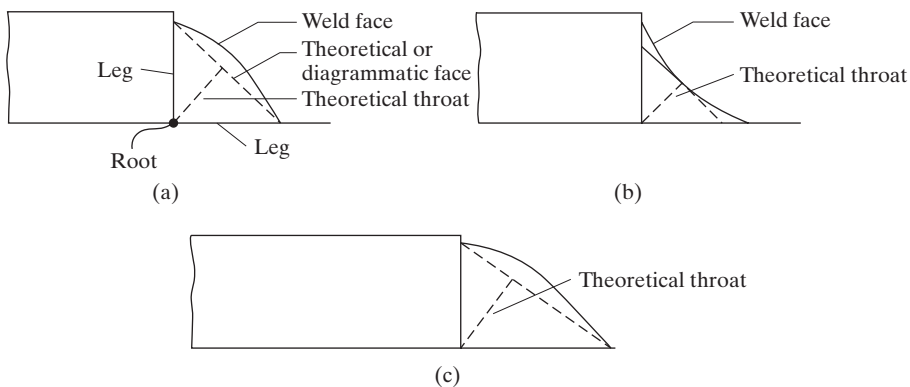 Weld face
Theoretical or
diagrammatic face
Theoretical throat
Leg
Leg
Root
(a)
Weld face
Theoretical throat
(b)
Theoretical throat
(c)